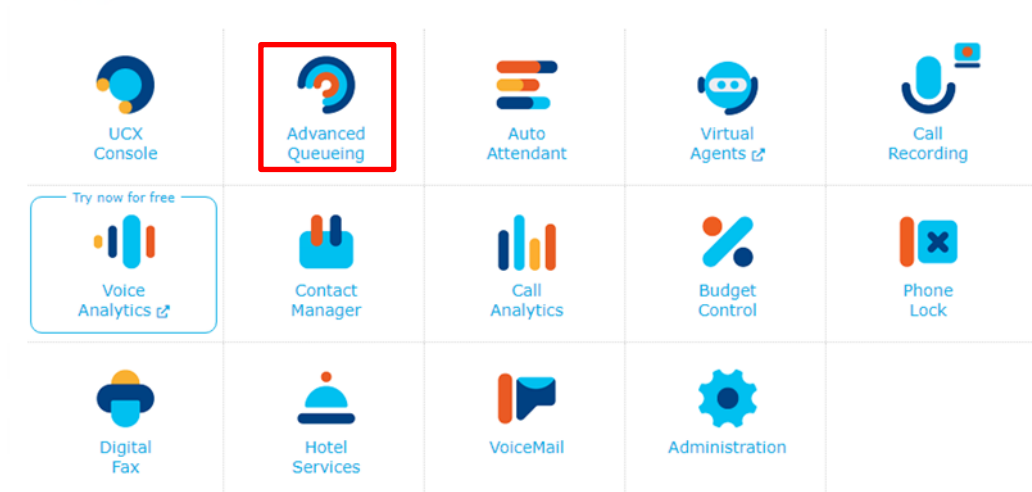 UCX
Console
Advanced
Queueing
Auto
Attendant
Virtual
Agents
Call
Recording
Try now for free
Voice
Analytics
Contact
Manager
Call
Analytics
Budget
Control
Phone
Lock
Digital
Fax
Hotel
Services
VoiceMail
Administration